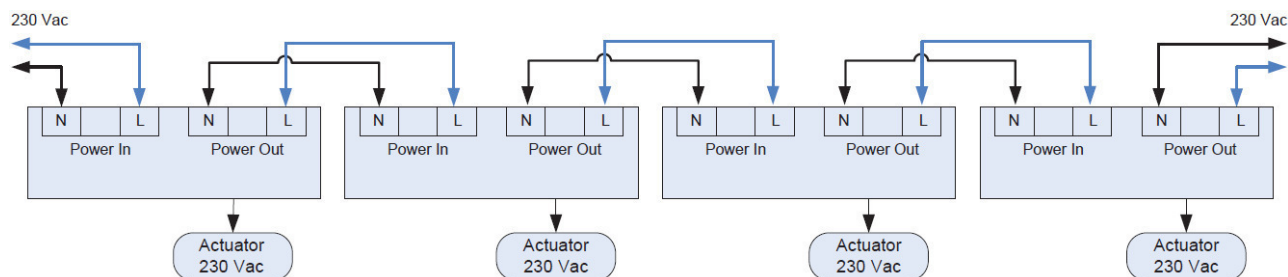 230 Vac
230 Vac
N L N L N L N L N L N L N L N L
Power In Power Out Power In Power Out Power In Power Out Power In Power Out
Actuator Actuator Actuator Actuator
230 Vac 230 Vac 230 Vac 230 Vac